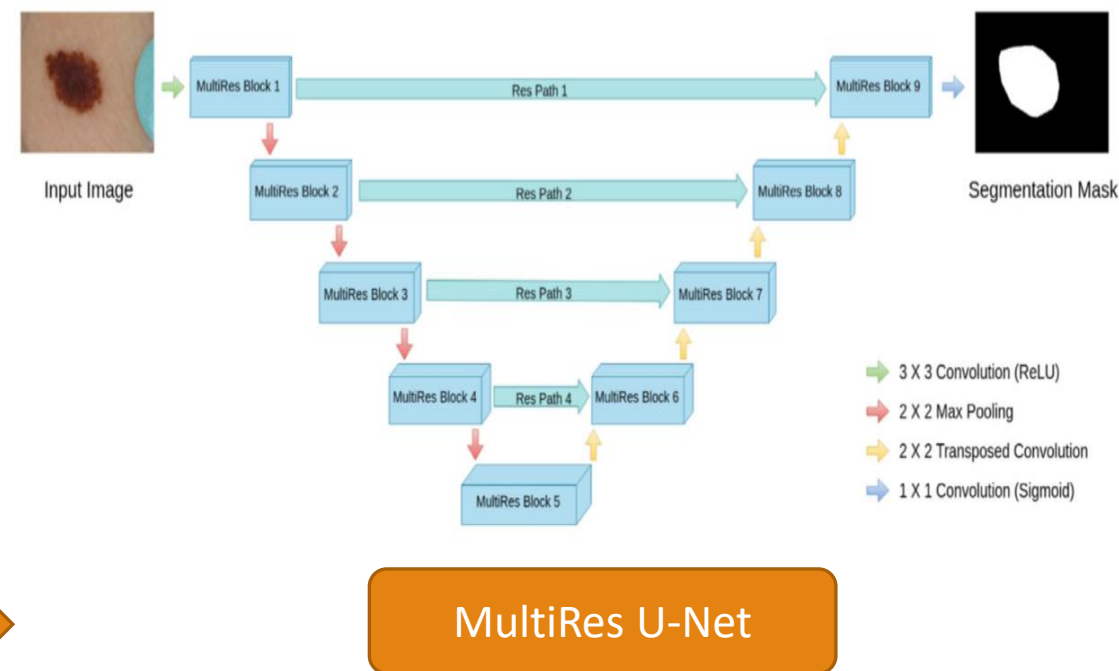 MultiRes Block 1
Res Path 1
MultiRes Block 9
Input Image
MultiRes Block 2
Res Path 2
MultiRes Block 8
Segmentation Mask
MultiRes Block 3
Res Path 3
MultiRes Block 7
MultiRes Block 4
Res Path 4
MultiRes Block 6
MultiRes Block 5
3 X 3 Convolution (ReLU)
2 X 2 Max Pooling
2 X 2 Transposed Convolution
1 X 1 Convolution (Sigmoid)
MultiRes U-Net